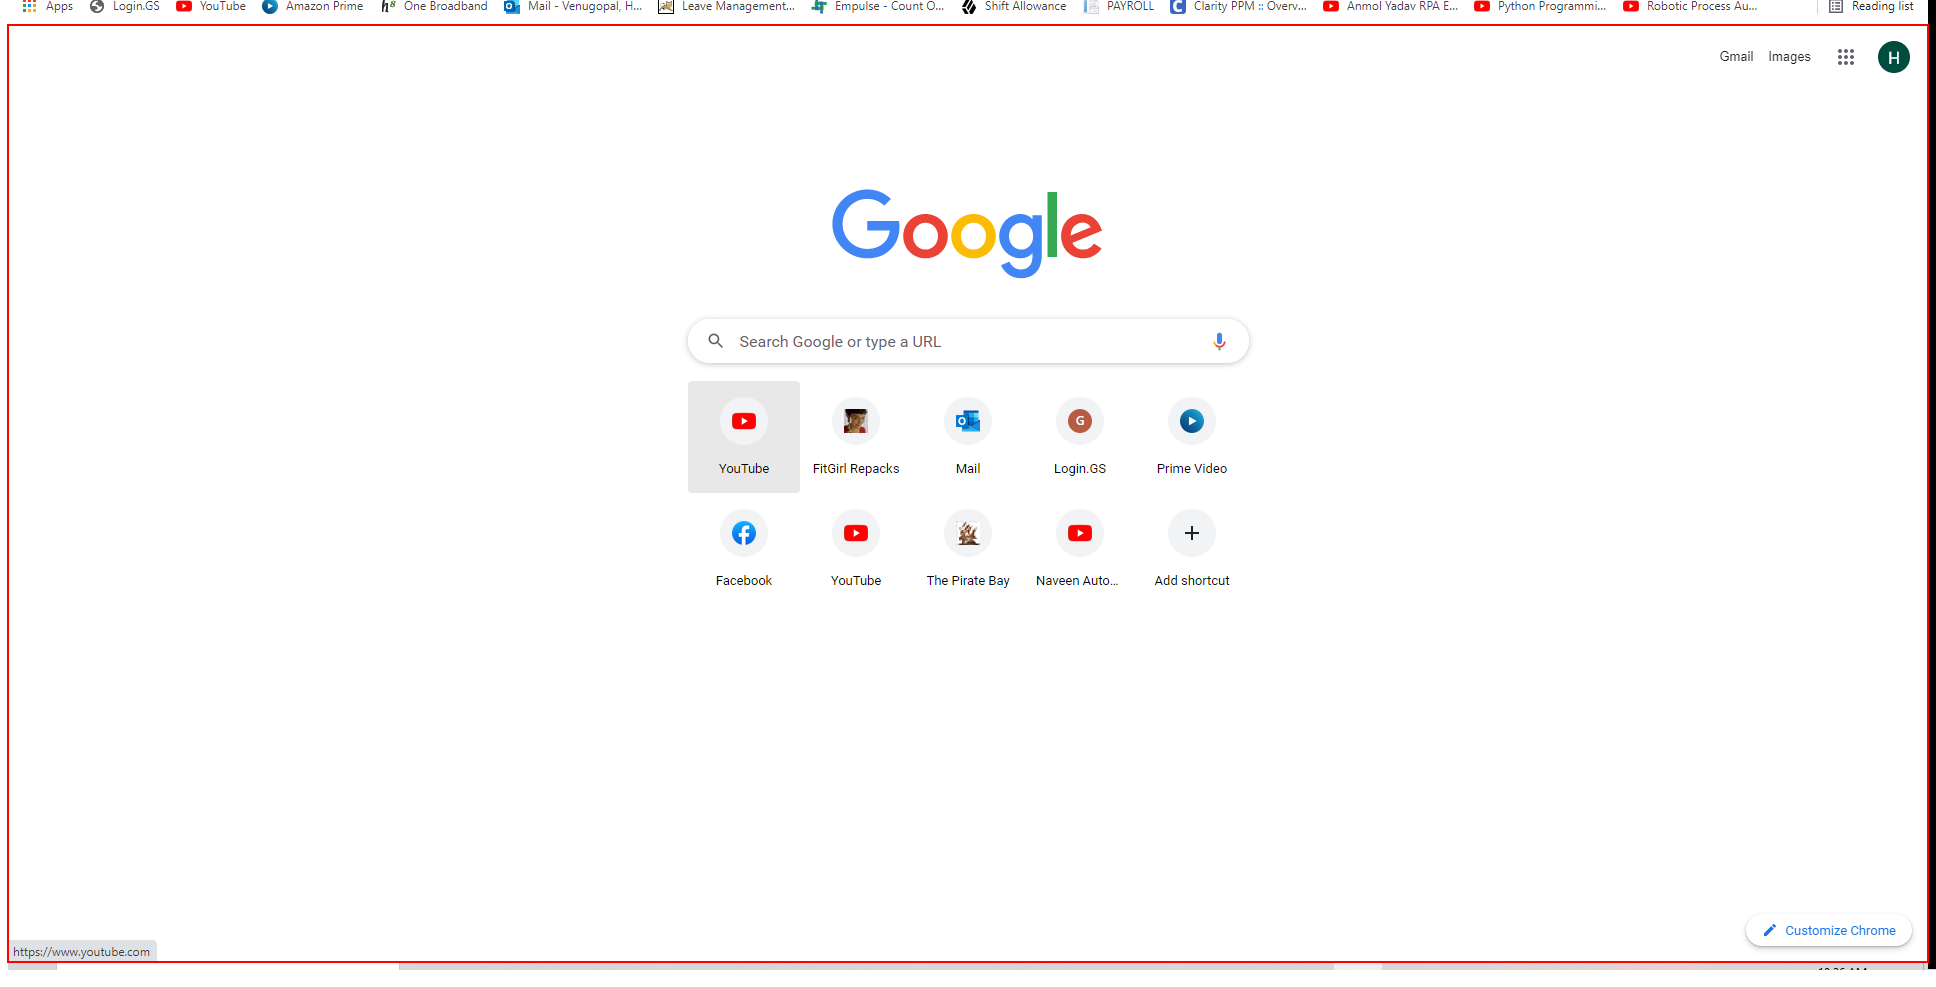 Apps Login.GS YouTube Amazon Prime h8 One Broadband Mail - Venugopal, H... Leave Management... Empulse - Count O... Shift Allowance PAYROLL Clarity PPM :: Overv... Anmol Yadav RPA E... Python Programmi... Robotic Process Au... Reading list
Gmail Images H
Google
Search Google or type a URL
G
YouTube FitGirl Repacks Mail Login.GS Prime Video
Facebook YouTube The Pirate Bay Naveen Auto... Add shortcut
Customize Chrome
https://www.youtube.com